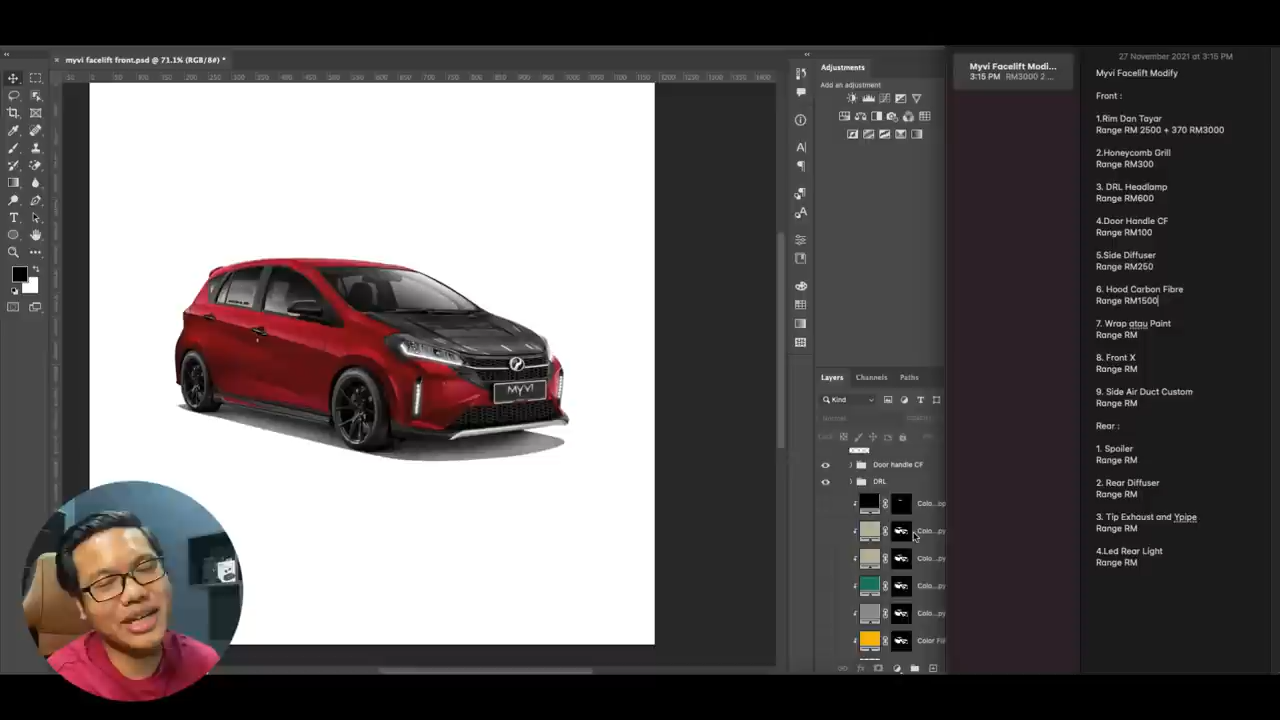 myvi facelift front.psd @ 71.1% (RGB/8#) *
Adjustments
Add an adjustment
MYVI
Layers Channels Paths
Kind
Door handle CF
DRL
Color Fil
Myvi Facelift Modi...
3:15 PM RM3000 2 ...
27 November 2021 at 3:15 PM
Myvi Facelift Modify
Front :
1.Rim Dan Tayar
Range RM 2500 + 370 RM3000
2.Honeycomb Grill
Range RM300
3. DRL Headlamp
Range RM600
4.Door Handle CF
Range RM100
5.Side Diffuser
Range RM250
6. Hood Carbon Fibre
Range RM1500
7. Wrap atau Paint
Range RM
8. Front X
Range RM
9. Side Air Duct Custom
Range RM
Rear :
1. Spoiler
Range RM
2. Rear Diffuser
Range RM
3. Tip Exhaust and Ypipe
Range RM
4.Led Rear Light
Range RM